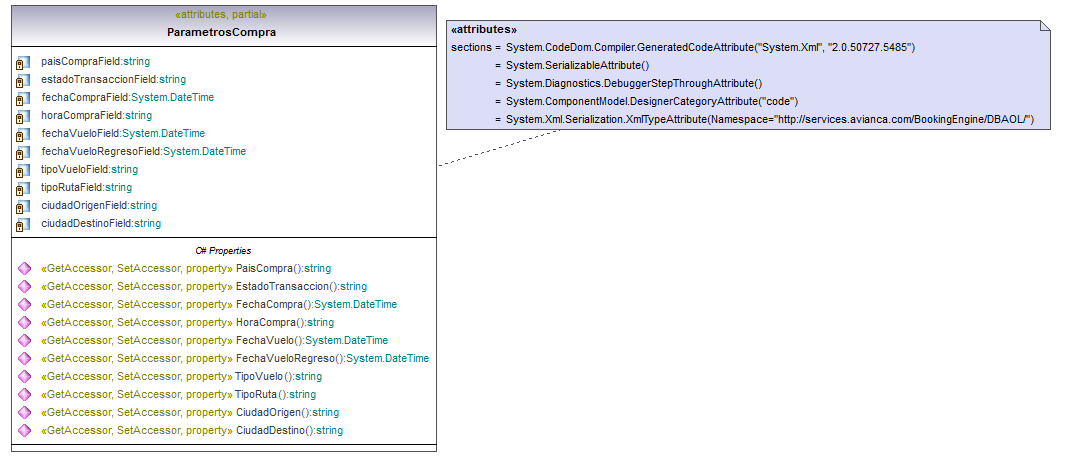 «attributes, partial»
ParametrosCompra
paisCompraField:string
estadoTransaccionField:string
fechaCompraField:System.DateTime
horaCompraField:string
fechaVueloField:System.DateTime
fechaVueloRegresoField:System.DateTime
tipoVueloField:string
tipoRutaField:string
ciudadOrigenField:string
ciudadDestinoField:string
C# Properties
«GetAccessor, SetAccessor, property» PaisCompra():string
«GetAccessor, SetAccessor, property» EstadoTransaccion():string
«GetAccessor, SetAccessor, property» FechaCompra():System.DateTime
«GetAccessor, SetAccessor, property» HoraCompra():string
«GetAccessor, SetAccessor, property» FechaVuelo():System.DateTime
«GetAccessor, SetAccessor, property» FechaVueloRegreso():System.DateTime
«GetAccessor, SetAccessor, property» TipoVuelo():string
«GetAccessor, SetAccessor, property» TipoRuta():string
«GetAccessor, SetAccessor, property» CiudadOrigen():string
«GetAccessor, SetAccessor, property» CiudadDestino():string
«attributes»
sections = System.CodeDom.Compiler.GeneratedCodeAttribute("System.Xml", "2.0.50727.5485")
= System.SerializableAttribute()
= System.Diagnostics.DebuggerStepThroughAttribute()
= System.ComponentModel.DesignerCategoryAttribute("code")
= System.Xml.Serialization.XmlTypeAttribute(Namespace="http://services.avianca.com/BookingEngine/DBAOL/")